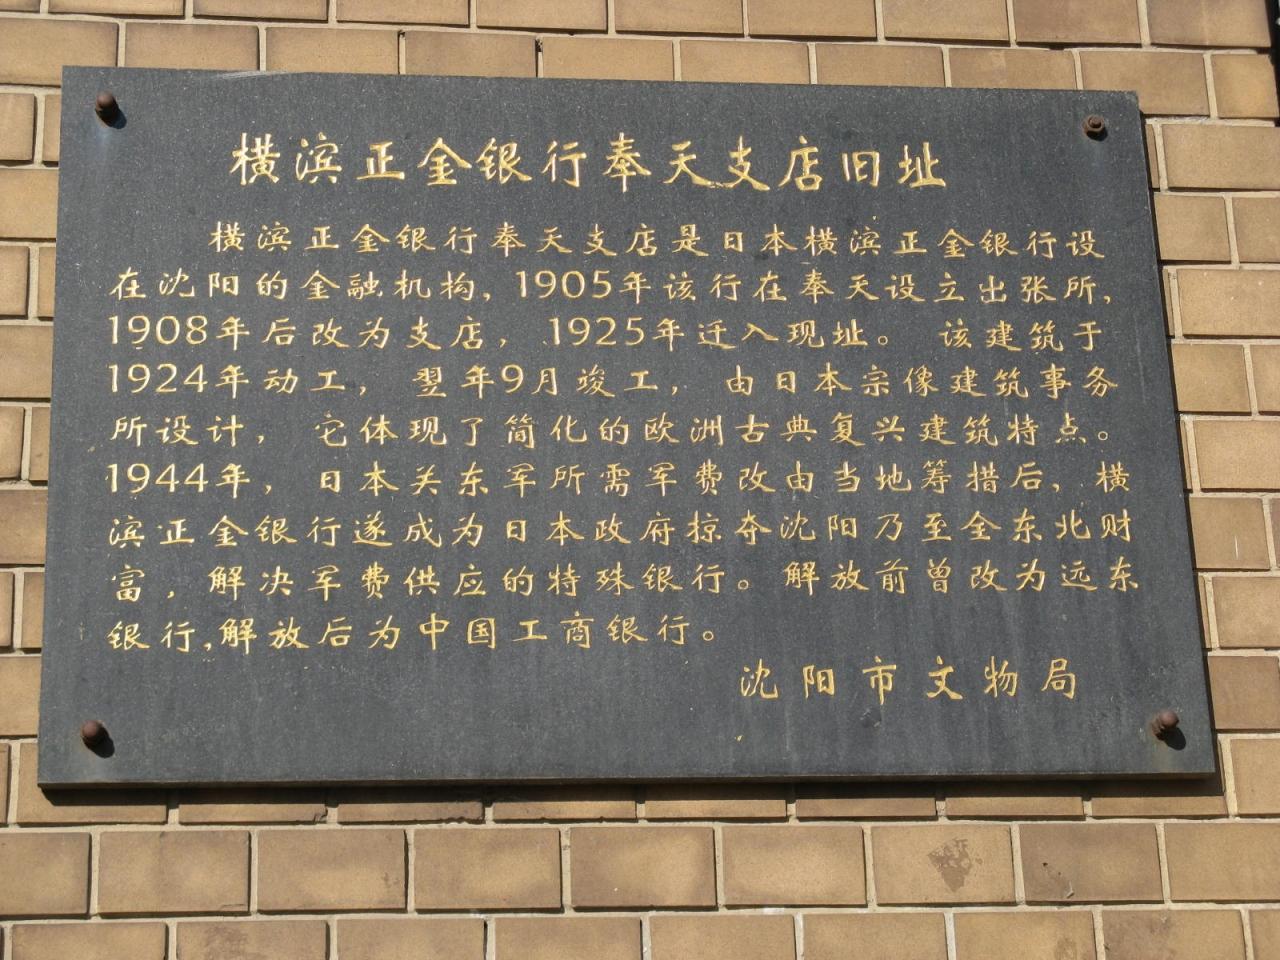 横滨正金银行奉天支店旧址
横滨正金银行奉天支店是日本横滨正金银行设
在沈阳的金融机构，1905年该行在奉天设立出张所，
1908年后改为支店，1925年迁入现址。 该建筑于
1924年动工，翌年9月竣工，由日本宗像建筑事务
所设计，它体现了简化的欧洲古典复兴建筑特点。
1944年，日本关东军所需军费改由当地筹措后，横
滨正金银行遂成为日本政府掠夺沈阳乃至全东北财
富，解决军费供应的特殊银行。解放前曾改为远东
银行，解放后为中国工商银行。
沈阳市文物局